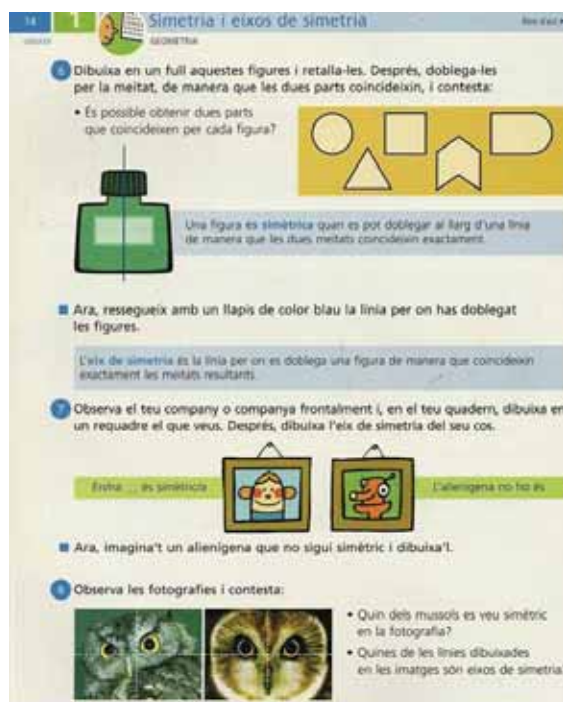 14 1 Simetria i eixos de simetria
GEOMETRIA
6 Dibuixa en un full aquestes figures i retalla-les. Després, doblega-les
per la meitat, de manera que les dues parts coincideixin, i contesta:
• És possible obtenir dues parts
que coincideixen per cada figura?
Una figura és simètrica quan es pot doblegar al llarg d'una línia
de manera que les dues meitats coincideixin exactament.
Ara, ressegueix amb un llapis de color blau la línia per on has doblegat
les figures.
L'eix de simetria és la línia per on es doblega una figura de manera que coincideixin
exactament les meitats resultants.
7 Observa el teu company o companya frontalment i, en el teu quadern, dibuixa en
un requadre el que veus. Després, dibuixa l'eix de simetria del seu cos.
... és simètric/a
L'alienígena no ho és
Ara, imagina't un alienígena que no sigui simètric i dibuixa'l.
8 Observa les fotografies i contesta:
• Quin dels mussols es veu simètric
en la fotografia?
• Quines de les línies dibuixades
en les imatges són eixos de simetria